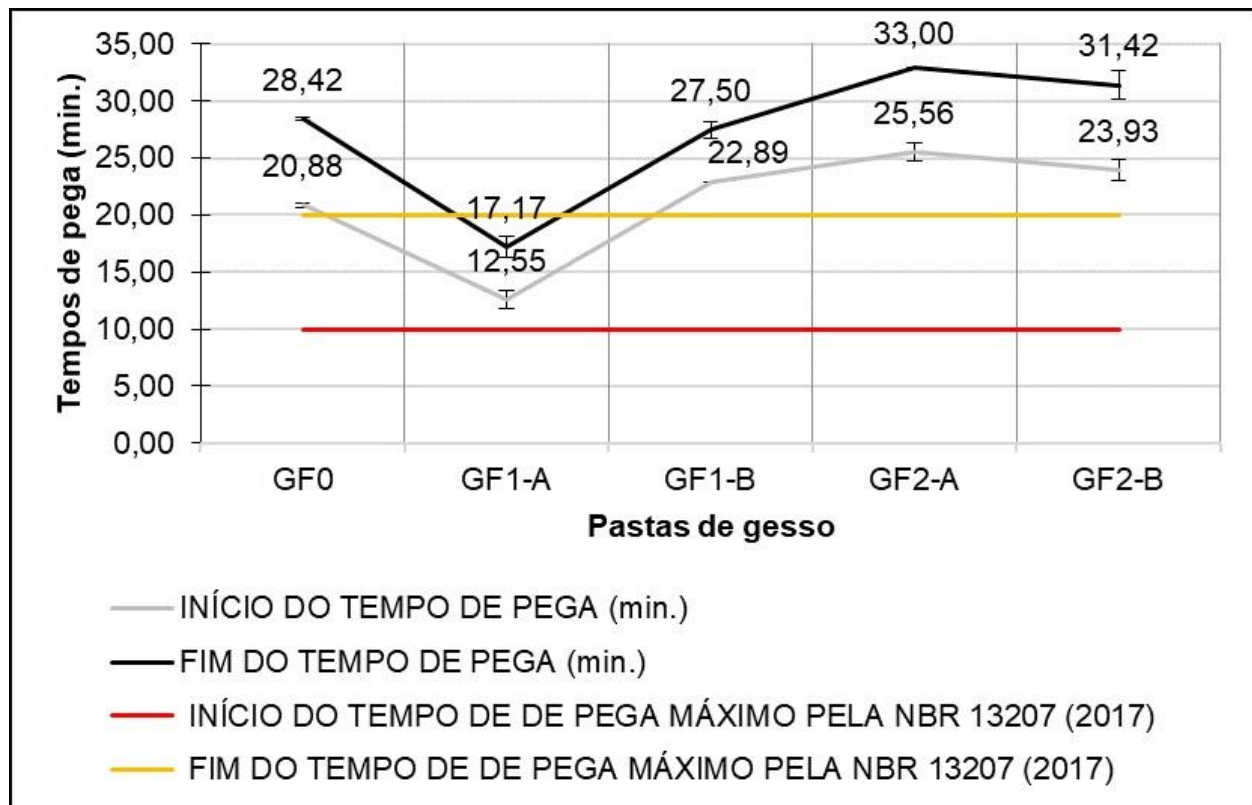 Tempos de pega (min.)
35,00
30,00
25,00
20,00
15,00
10,00
5,00
0,00
28,42
20,88
17,17
12,55
27,50
22,89
33,00
25,56
31,42
23,93
GF0 GF1-A GF1-B GF2-A GF2-B
Pastas de gesso
INÍCIO DO TEMPO DE PEGA (min.)
FIM DO TEMPO DE PEGA (min.)
INÍCIO DO TEMPO DE DE PEGA MÁXIMO PELA NBR 13207 (2017)
FIM DO TEMPO DE DE PEGA MÁXIMO PELA NBR 13207 (2017)